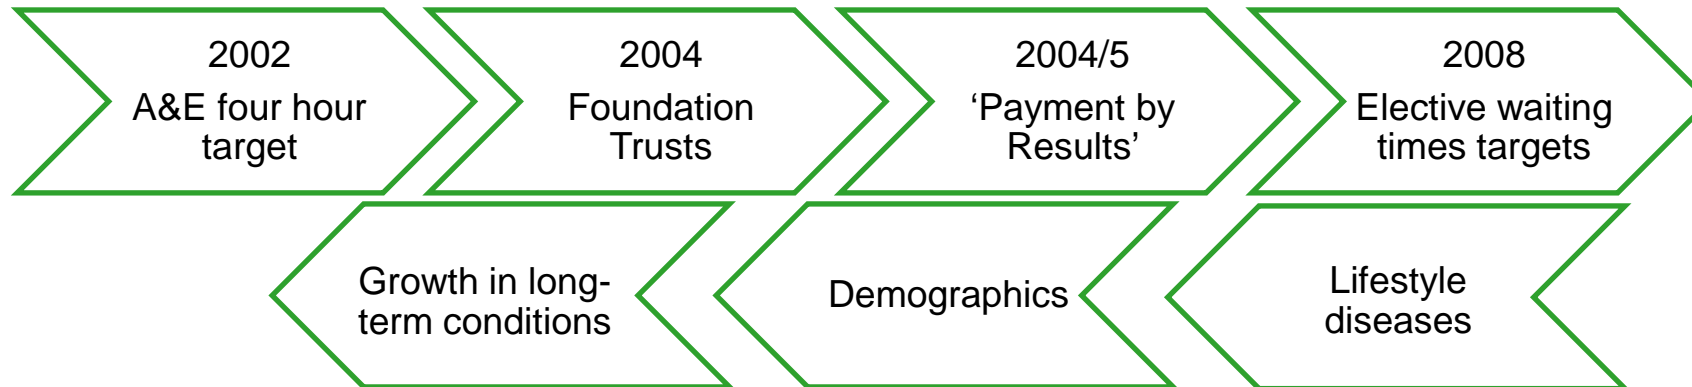 2002
A&E four hour
target
2004
Foundation
Trusts
2004/5
‘Payment by
Results’
2008
Elective waiting
times targets
Growth in long-
term conditions
Demographics
Lifestyle
diseases